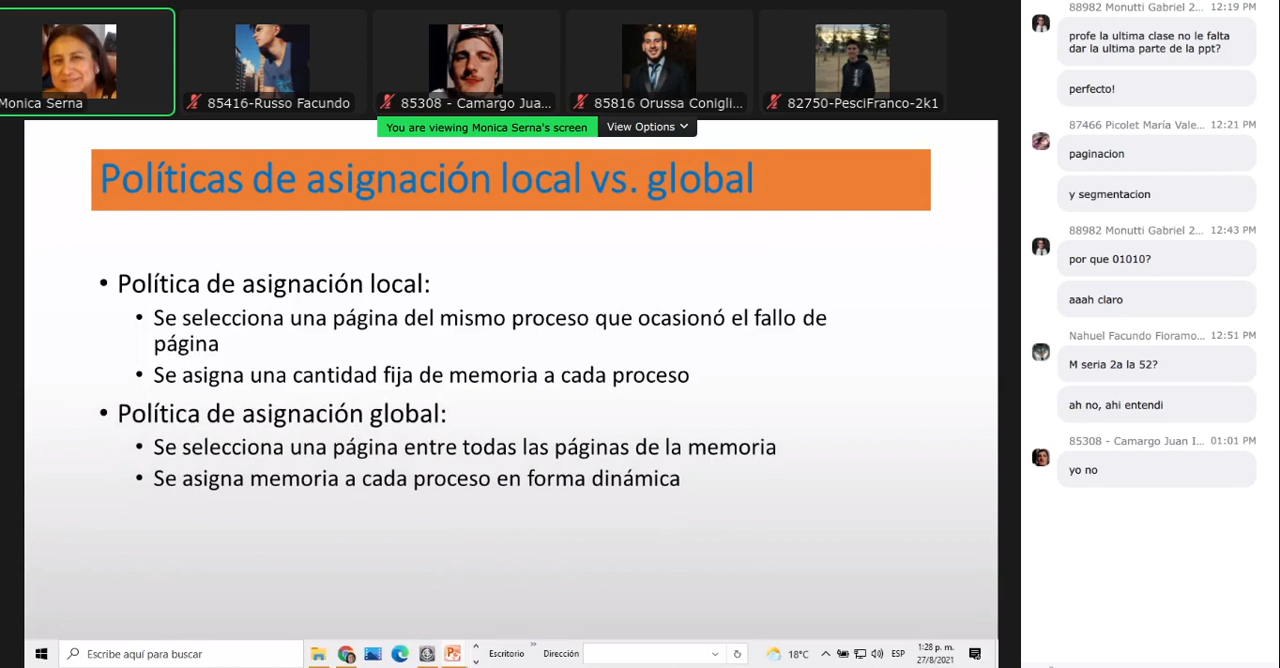 Monica Serna
85416-Russo Facundo
85308 - Camargo Jua...
85816 Orussa Conigli...
82750-PesciFranco-2k1
You are viewing Monica Serna's screen
View Options
Políticas de asignación local vs. global
• Política de asignación local:
• Se selecciona una página del mismo proceso que ocasionó el fallo de
página
• Se asigna una cantidad fija de memoria a cada proceso
• Política de asignación global:
• Se selecciona una página entre todas las páginas de la memoria
• Se asigna memoria a cada proceso en forma dinámica
Escribe aquí para buscar
Escritorio
Dirección
18°C
ESP
1:28 p. m.
27/8/2021
88982 Monutti Gabriel 2... 12:19 PM
profe la ultima clase no le falta
dar la ultima parte de la ppt?
perfecto!
87466 Picolet María Vale... 12:21 PM
paginacion
y segmentacion
88982 Monutti Gabriel 2... 12:43 PM
por que 01010?
aaah claro
Nahuel Facundo Fioramo... 12:51 PM
M seria 2a la 52?
ah no, ahi entendi
85308 - Camargo Juan I... 01:01 PM
yo no